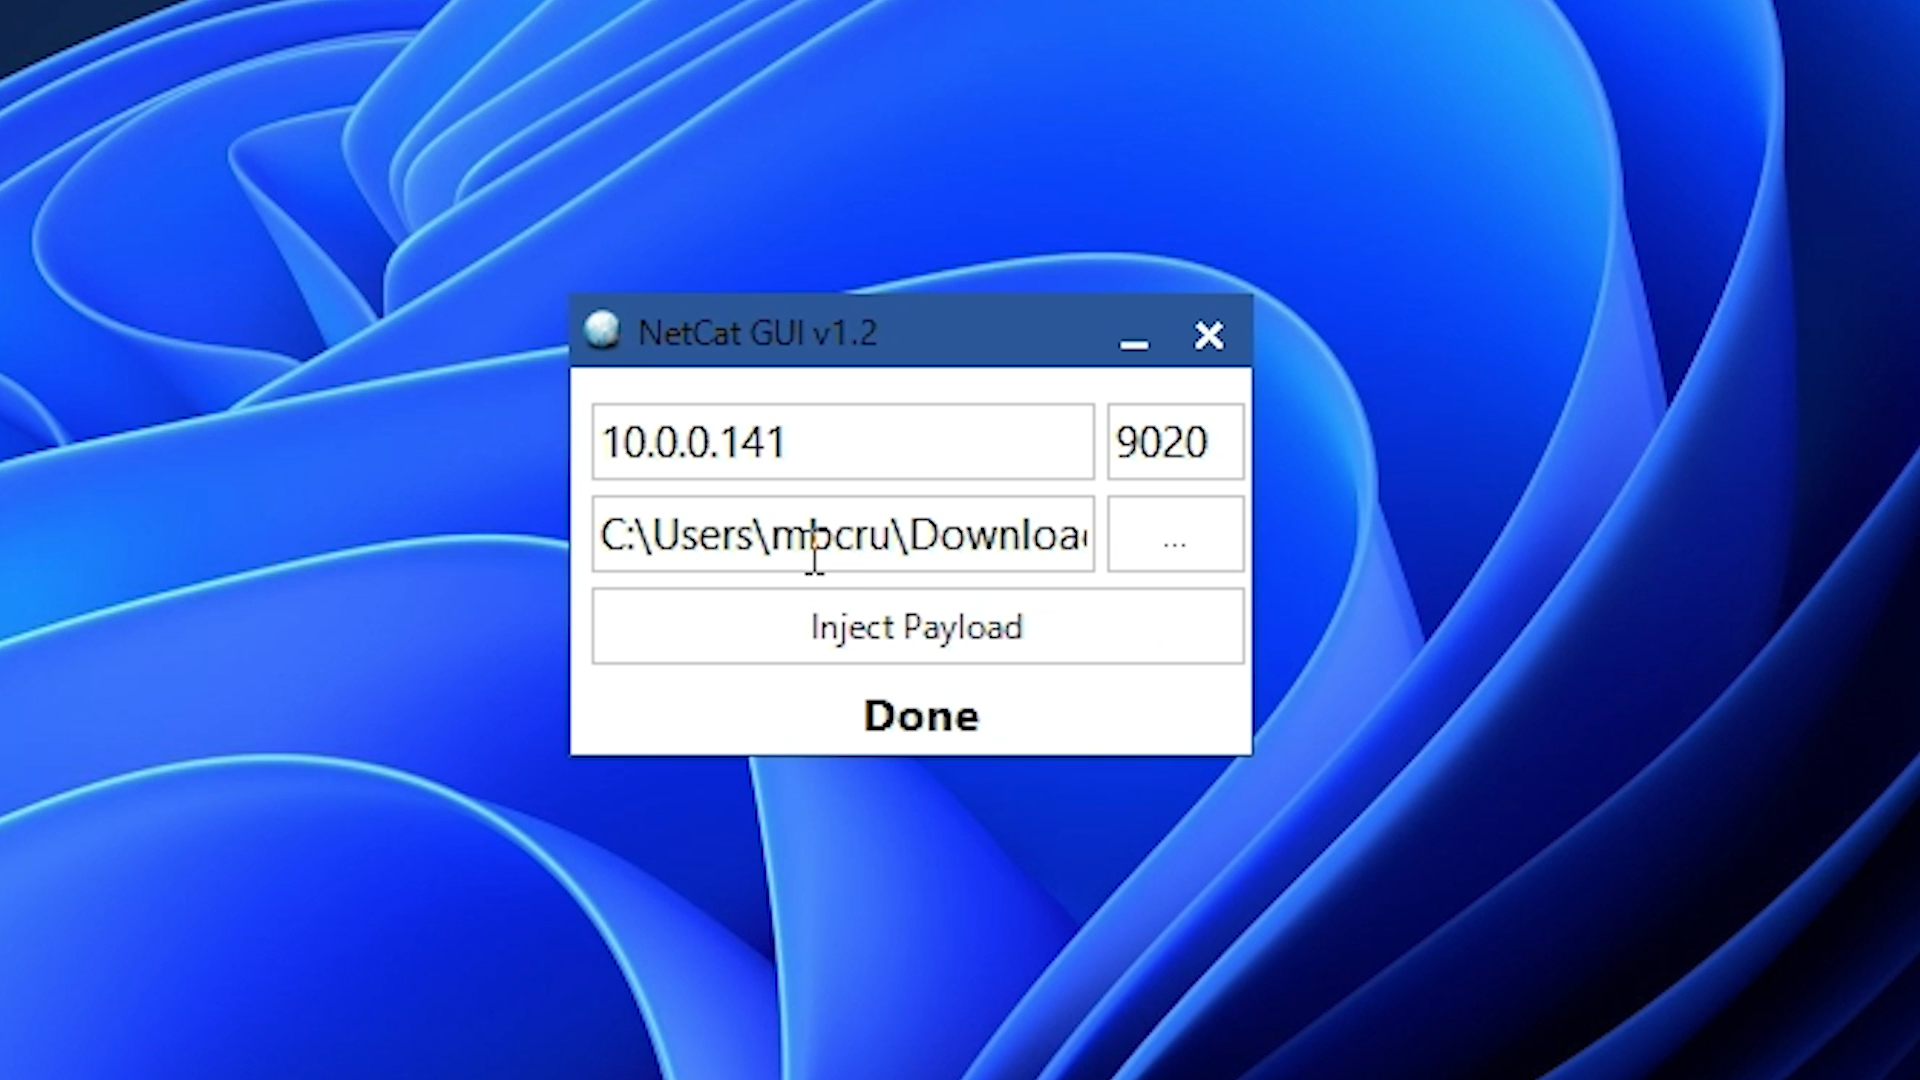 NetCat GUI v1.2
10.0.0.141 9020
C:\Users\mbcru\Downloa ...
Inject Payload
Done